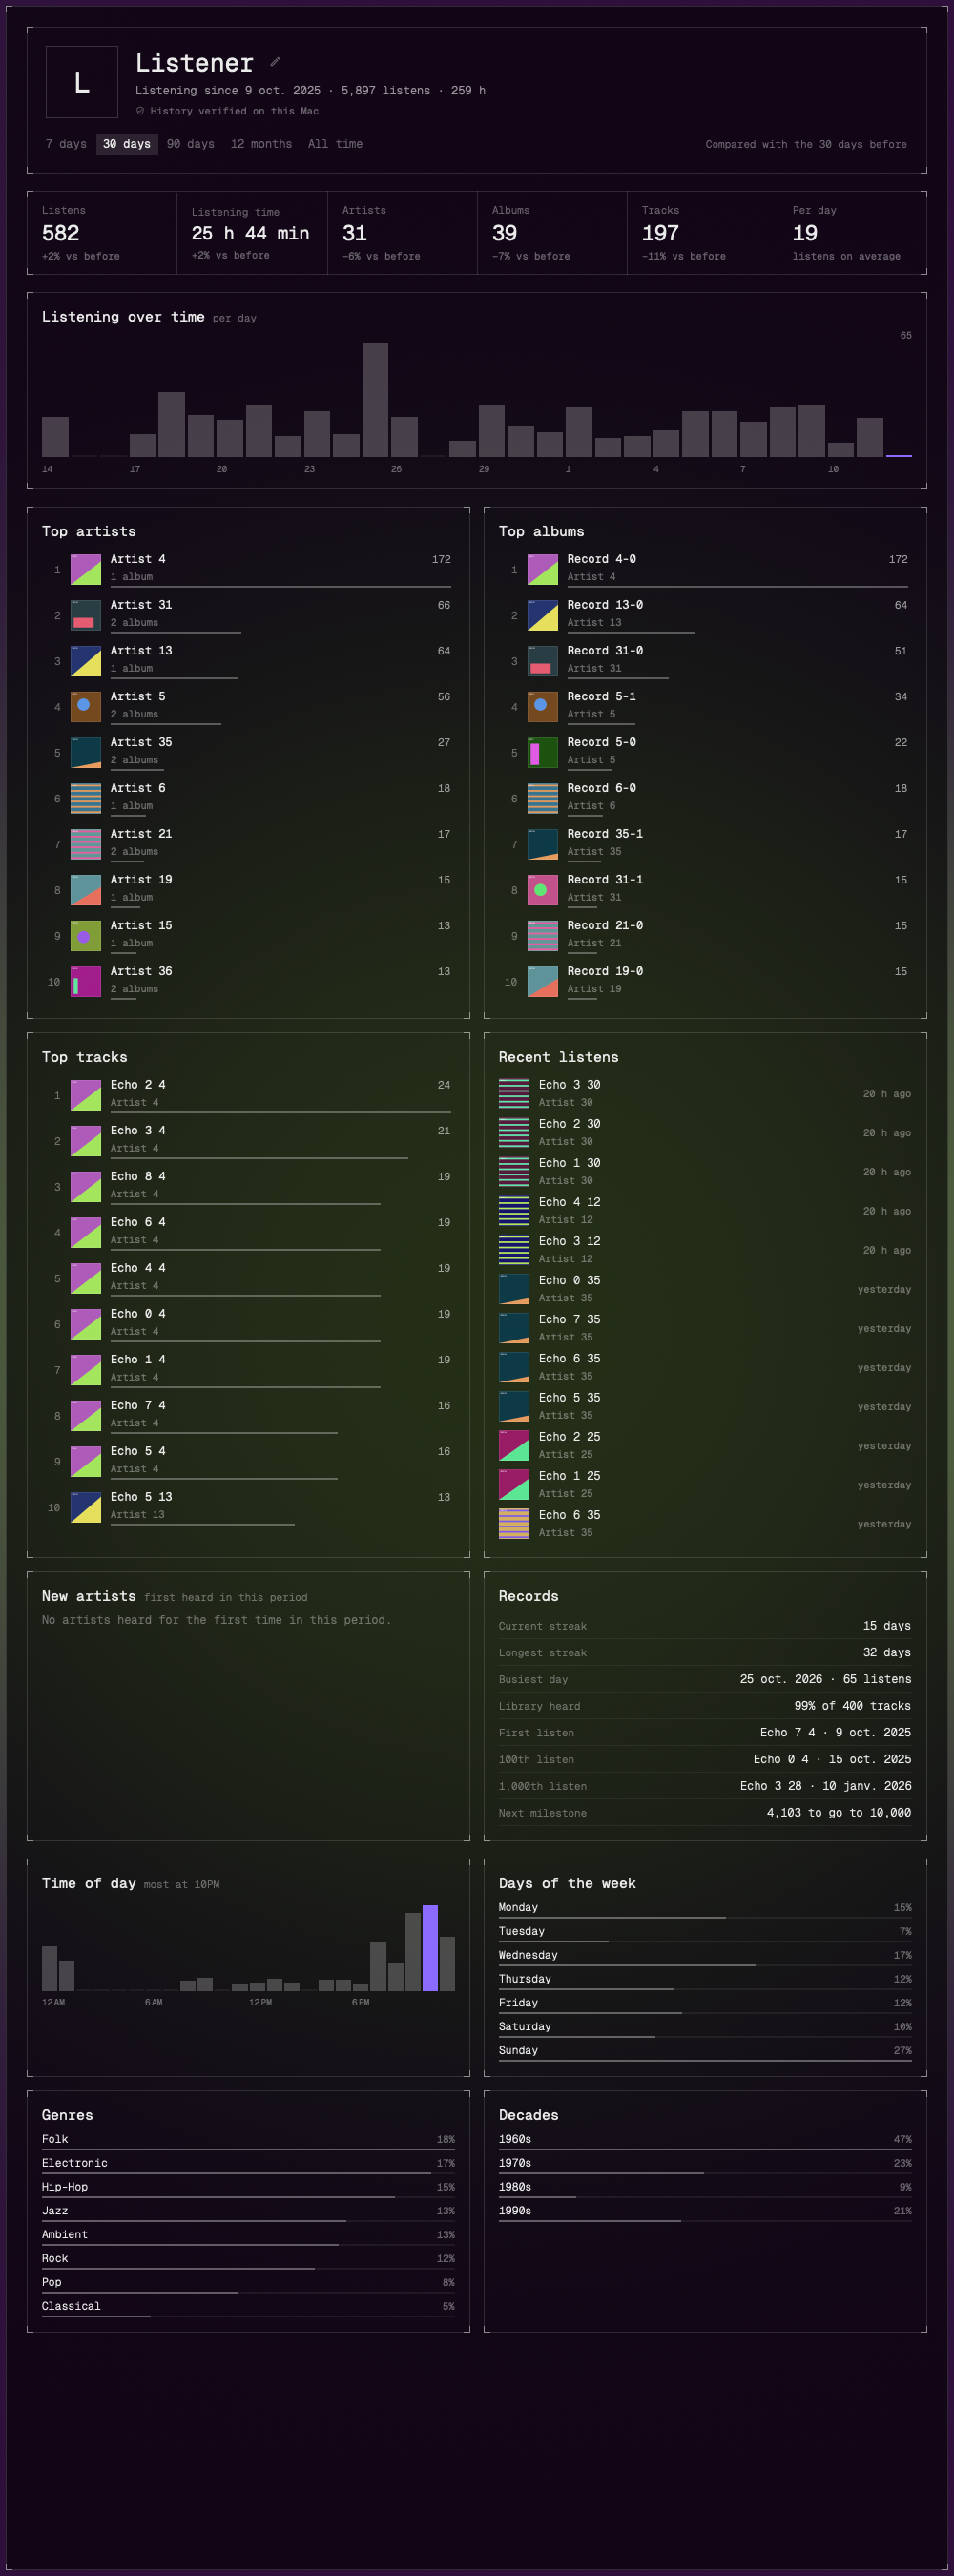 L
Listener
Listening since 9 oct. 2025 · 5,897 listens · 259 h
History verified on this Mac
7 days 30 days 90 days 12 months All time
Compared with the 30 days before
Listens
582
+2% vs before
Listening time
25 h 44 min
+2% vs before
Artists
31
−6% vs before
Albums
39
−7% vs before
Tracks
197
−11% vs before
Per day
19
listens on average
Listening over time per day
65
14 17 20 23 26 29 1 4 7 10
Top artists
1 Artist 4 172
1 album
2 Artist 31 66
2 albums
3 Artist 13 64
1 album
4 Artist 5 56
2 albums
5 Artist 35 27
2 albums
6 Artist 6 18
1 album
7 Artist 21 17
2 albums
8 Artist 19 15
1 album
9 Artist 15 13
1 album
10 Artist 36 13
2 albums
Top albums
1 Record 4-0 172
Artist 4
2 Record 13-0 64
Artist 13
3 Record 31-0 51
Artist 31
4 Record 5-1 34
Artist 5
5 Record 5-0 22
Artist 5
6 Record 6-0 18
Artist 6
7 Record 35-1 17
Artist 35
8 Record 31-1 15
Artist 31
9 Record 21-0 15
Artist 21
10 Record 19-0 15
Artist 19
Top tracks
1 Echo 2 4 24
Artist 4
2 Echo 3 4 21
Artist 4
3 Echo 8 4 19
Artist 4
4 Echo 6 4 19
Artist 4
5 Echo 4 4 19
Artist 4
6 Echo 0 4 19
Artist 4
7 Echo 1 4 19
Artist 4
8 Echo 7 4 16
Artist 4
9 Echo 5 4 16
Artist 4
10 Echo 5 13 13
Artist 13
Recent listens
Echo 3 30 20 h ago
Artist 30
Echo 2 30 20 h ago
Artist 30
Echo 1 30 20 h ago
Artist 30
Echo 4 12 20 h ago
Artist 12
Echo 3 12 20 h ago
Artist 12
Echo 0 35 yesterday
Artist 35
Echo 7 35 yesterday
Artist 35
Echo 6 35 yesterday
Artist 35
Echo 5 35 yesterday
Artist 35
Echo 2 25 yesterday
Artist 25
Echo 1 25 yesterday
Artist 25
Echo 6 35 yesterday
Artist 35
New artists first heard in this period
No artists heard for the first time in this period.
Records
Current streak 15 days
Longest streak 32 days
Busiest day 25 oct. 2026 · 65 listens
Library heard 99% of 400 tracks
First listen Echo 7 4 · 9 oct. 2025
100th listen Echo 0 4 · 15 oct. 2025
1,000th listen Echo 3 28 · 10 janv. 2026
Next milestone 4,103 to go to 10,000
Time of day most at 10PM
12AM 6AM 12PM 6PM
Days of the week
Monday 15%
Tuesday 7%
Wednesday 17%
Thursday 12%
Friday 12%
Saturday 10%
Sunday 27%
Genres
Folk 18%
Electronic 17%
Hip-Hop 15%
Jazz 13%
Ambient 13%
Rock 12%
Pop 8%
Classical 5%
Decades
1960s 47%
1970s 23%
1980s 9%
1990s 21%